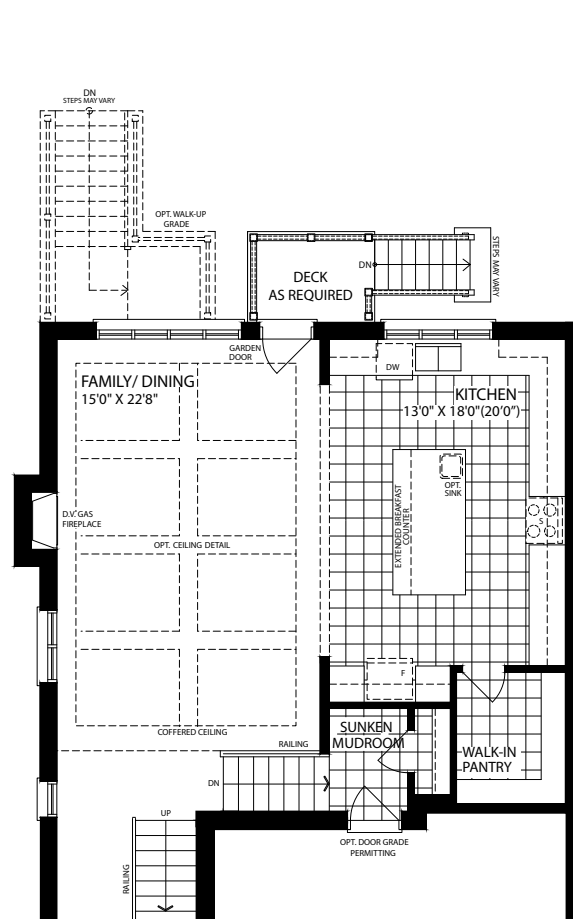 DN
STEPS MAY VARY
OPT. WALK-UP
GRADE
STEPS MAY VARY
DN
DECK
AS REQUIRED
GARDEN
DOOR
DW
FAMILY/ DINING
15'0" X 22'8"
KITCHEN
13'0" X 18'0"(20'0")
OPT.
SINK
EXTENDED BREAKFAST
COUNTER
S
D.V. GAS
FIREPLACE
OPT. CEILING DETAIL
F
COFFERED CEILING
SUNKEN
MUDROOM
RAILING
WALK-IN
PANTRY
DN
UP
OPT. DOOR GRADE
PERMITTING
RAILING